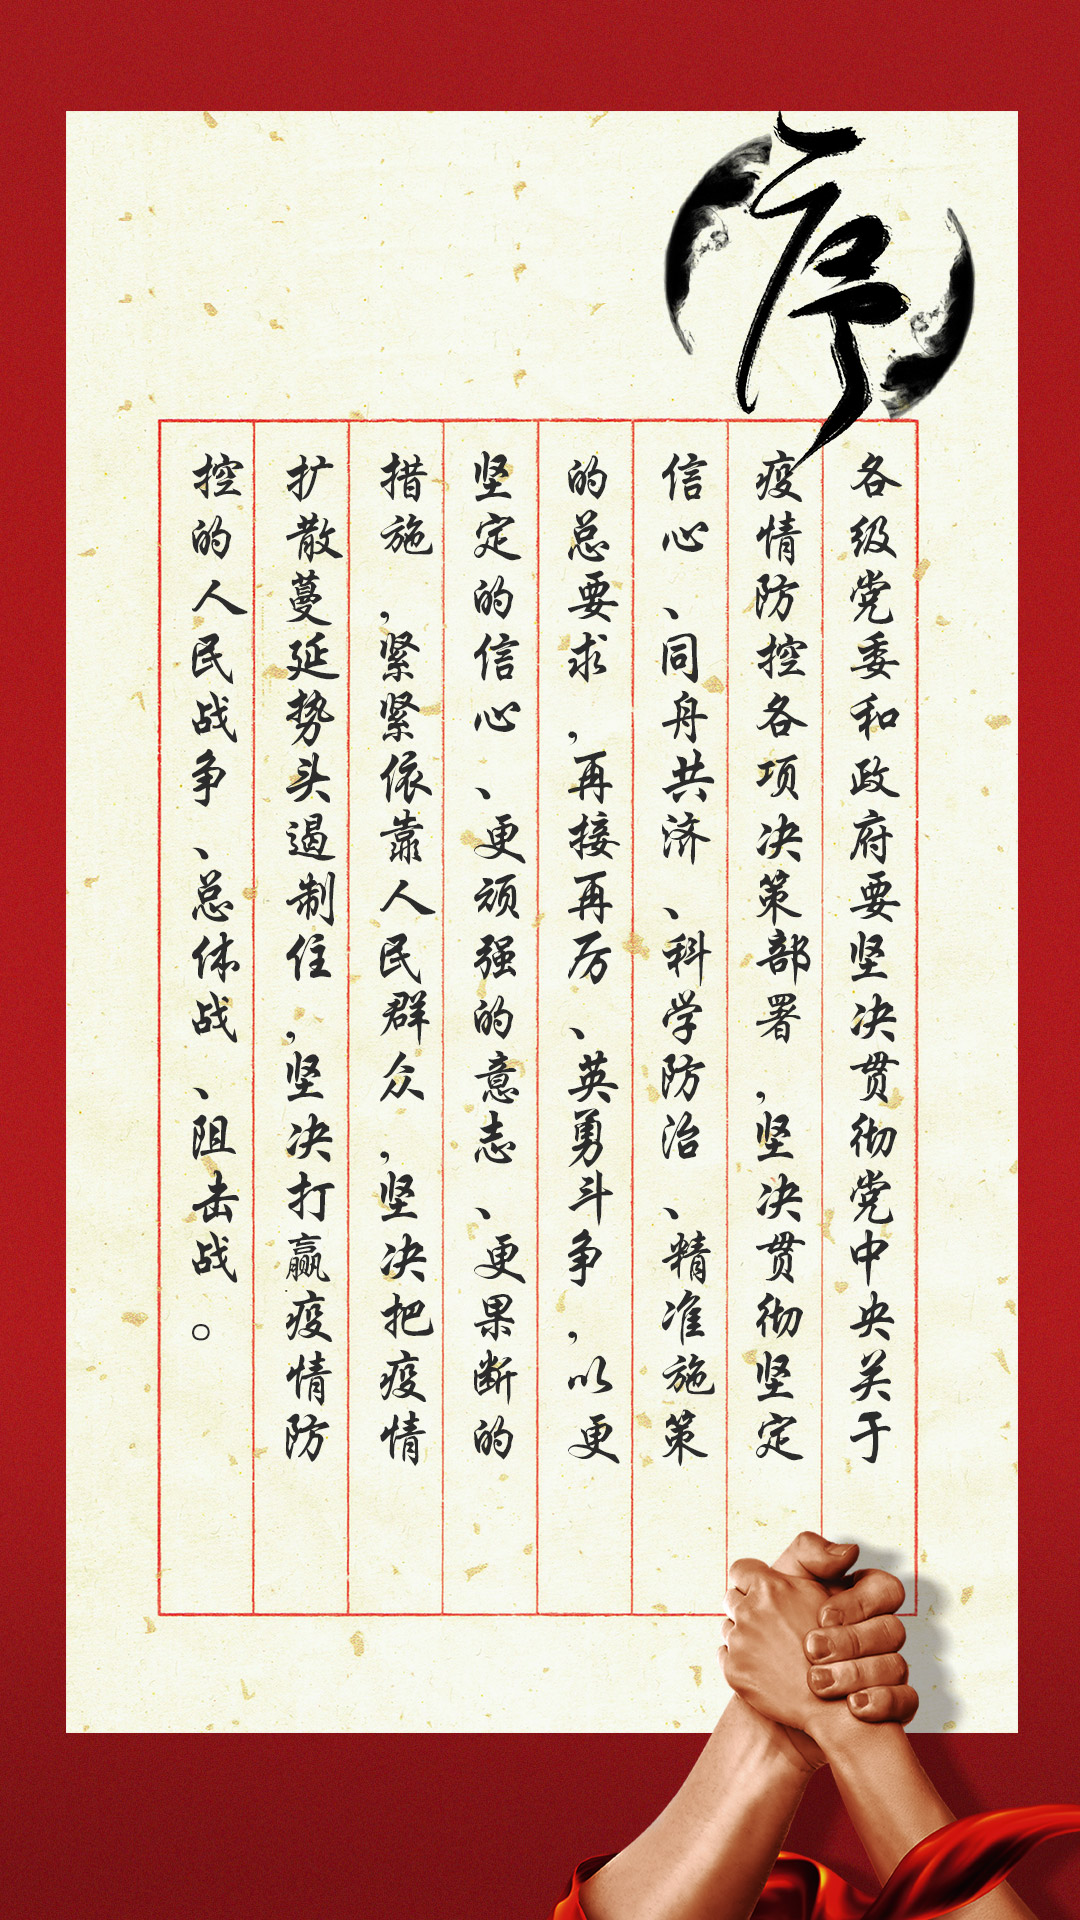 序
各级党委和政府要坚决贯彻党中央关于
疫情防控各项决策部署，坚决贯彻坚定
信心、同舟共济、科学防治、精准施策
的总要求，再接再厉、英勇斗争，以更
坚定的信心、更顽强的意志、更果断的
措施，紧紧依靠人民群众，坚决把疫情
扩散蔓延势头遏制住，坚决打赢疫情防
控的人民战争、总体战、阻击战。